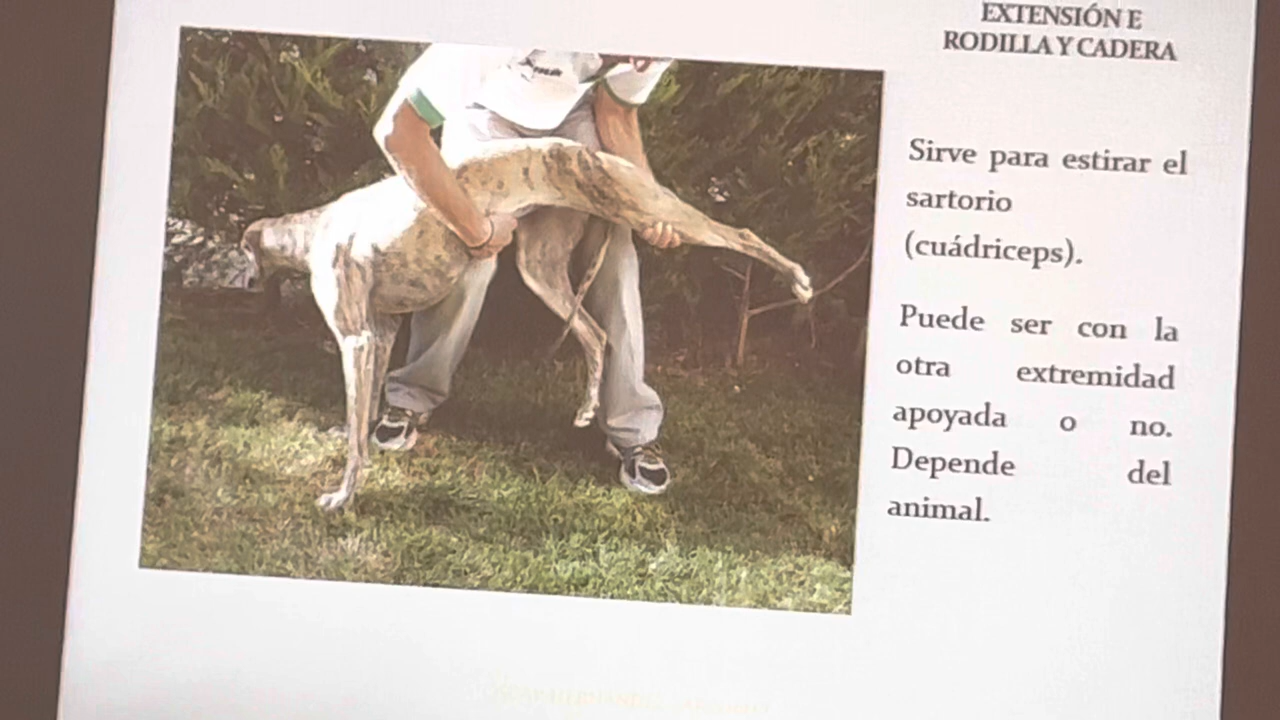 EXTENSIÓN E
RODILLA Y CADERA
Sirve para estirar el
sartorio
(cuádriceps).
Puede ser con la
otra extremidad
apoyada o no.
Depende del
animal.